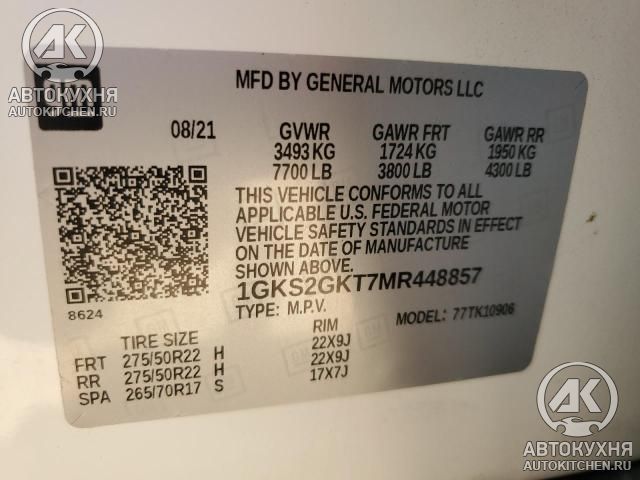 AK
АВТОКУХНЯ
AUTOKITCHEN.RU
gm
MFD BY GENERAL MOTORS LLC
08/21 GVWR GAWR FRT GAWR RR
3493 KG 1724 KG 1950 KG
7700 LB 3800 LB 4300 LB
THIS VEHICLE CONFORMS TO ALL
APPLICABLE U.S. FEDERAL MOTOR
VEHICLE SAFETY STANDARDS IN EFFECT
ON THE DATE OF MANUFACTURE
SHOWN ABOVE.
1GKS2GKT7MR448857
8624 TYPE: M.P.V. MODEL: 77TK10906
TIRE SIZE RIM
FRT 275/50R22 H 22X9J
RR 275/50R22 H 22X9J
SPA 265/70R17 S 17X7J
AK
АВТОКУХНЯ
AUTOKITCHEN.RU